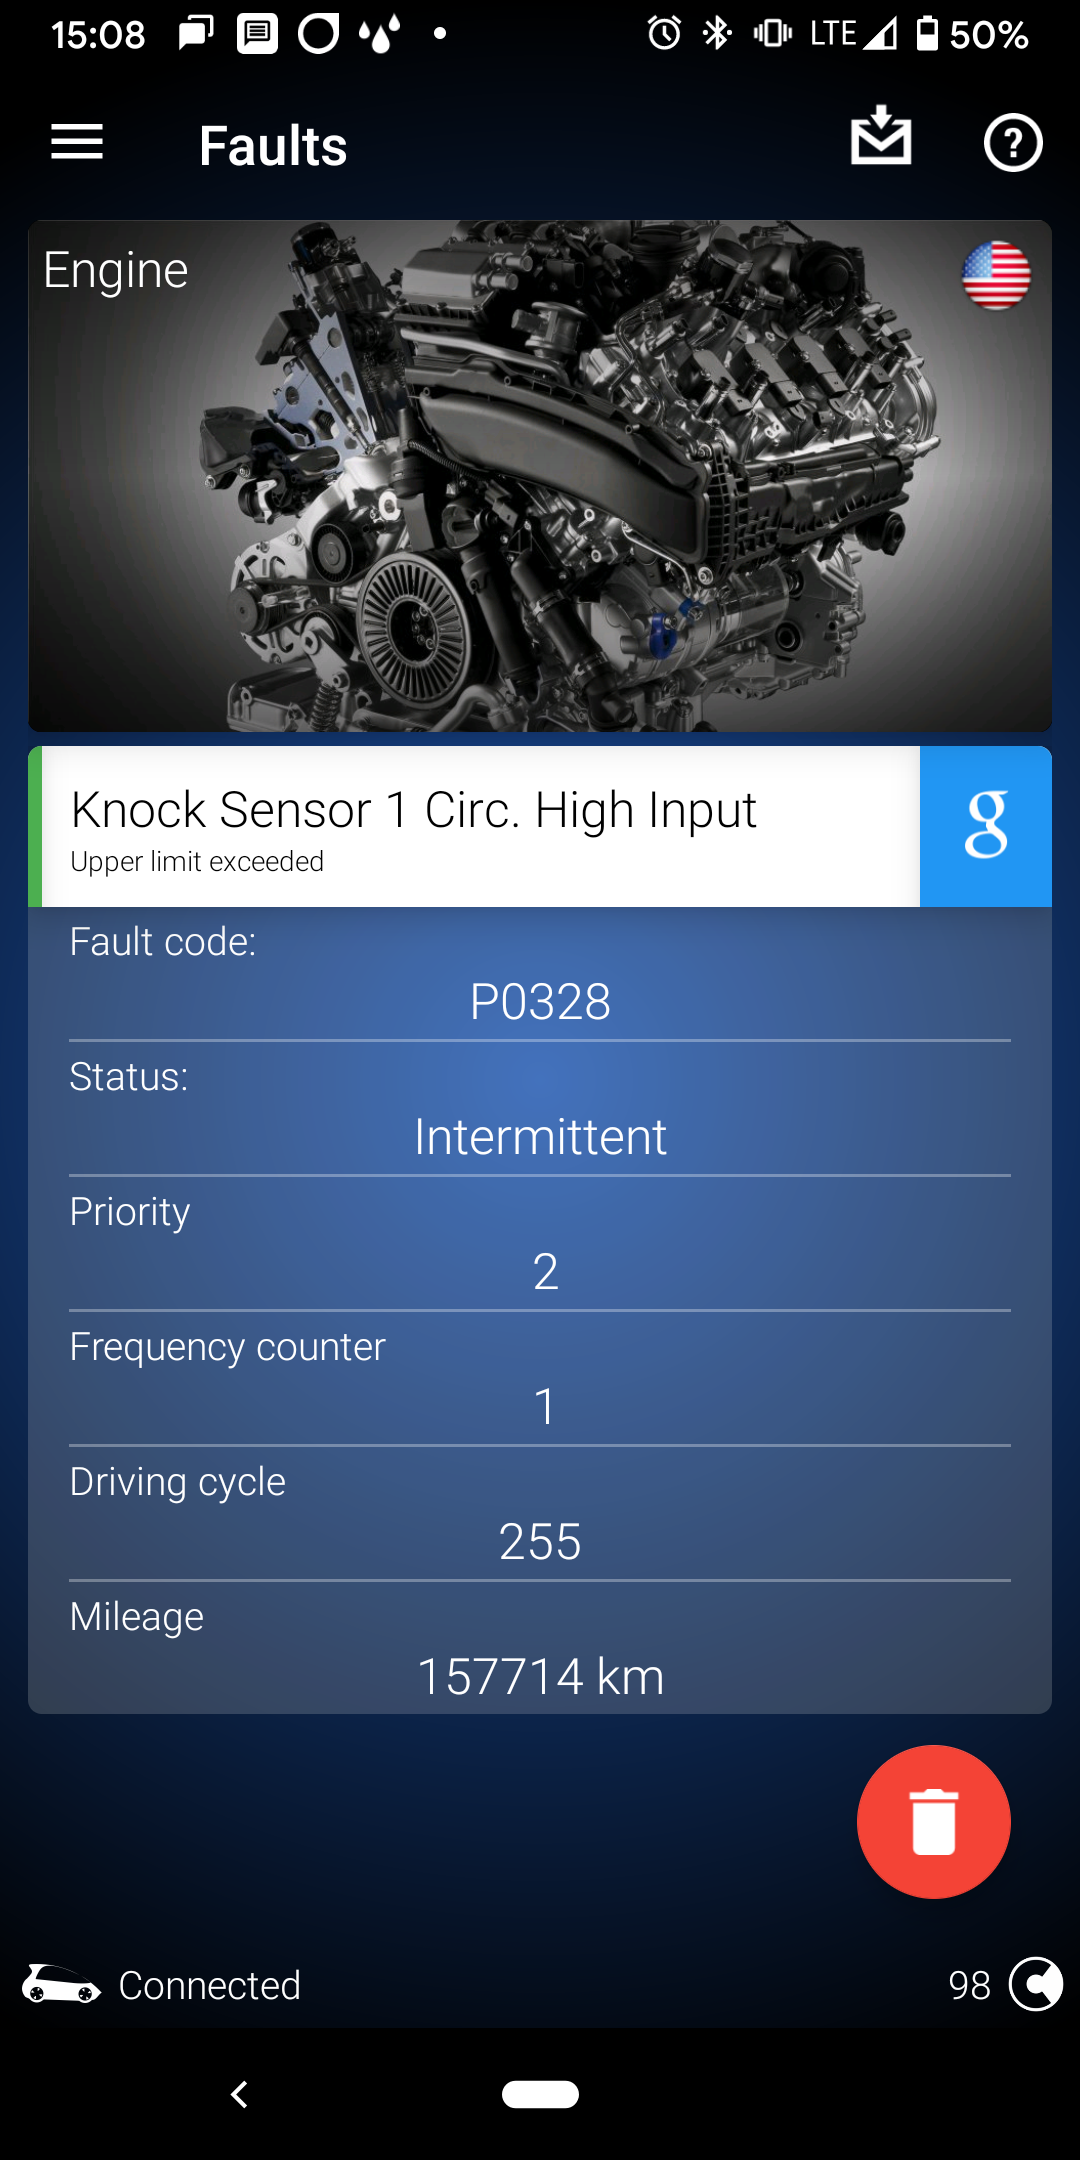 15:08 LTE 50%
Faults
Engine
Knock Sensor 1 Circ. High Input
Upper limit exceeded
g
Fault code:
P0328
Status:
Intermittent
Priority
2
Frequency counter
1
Driving cycle
255
Mileage
157714 km
Connected 98